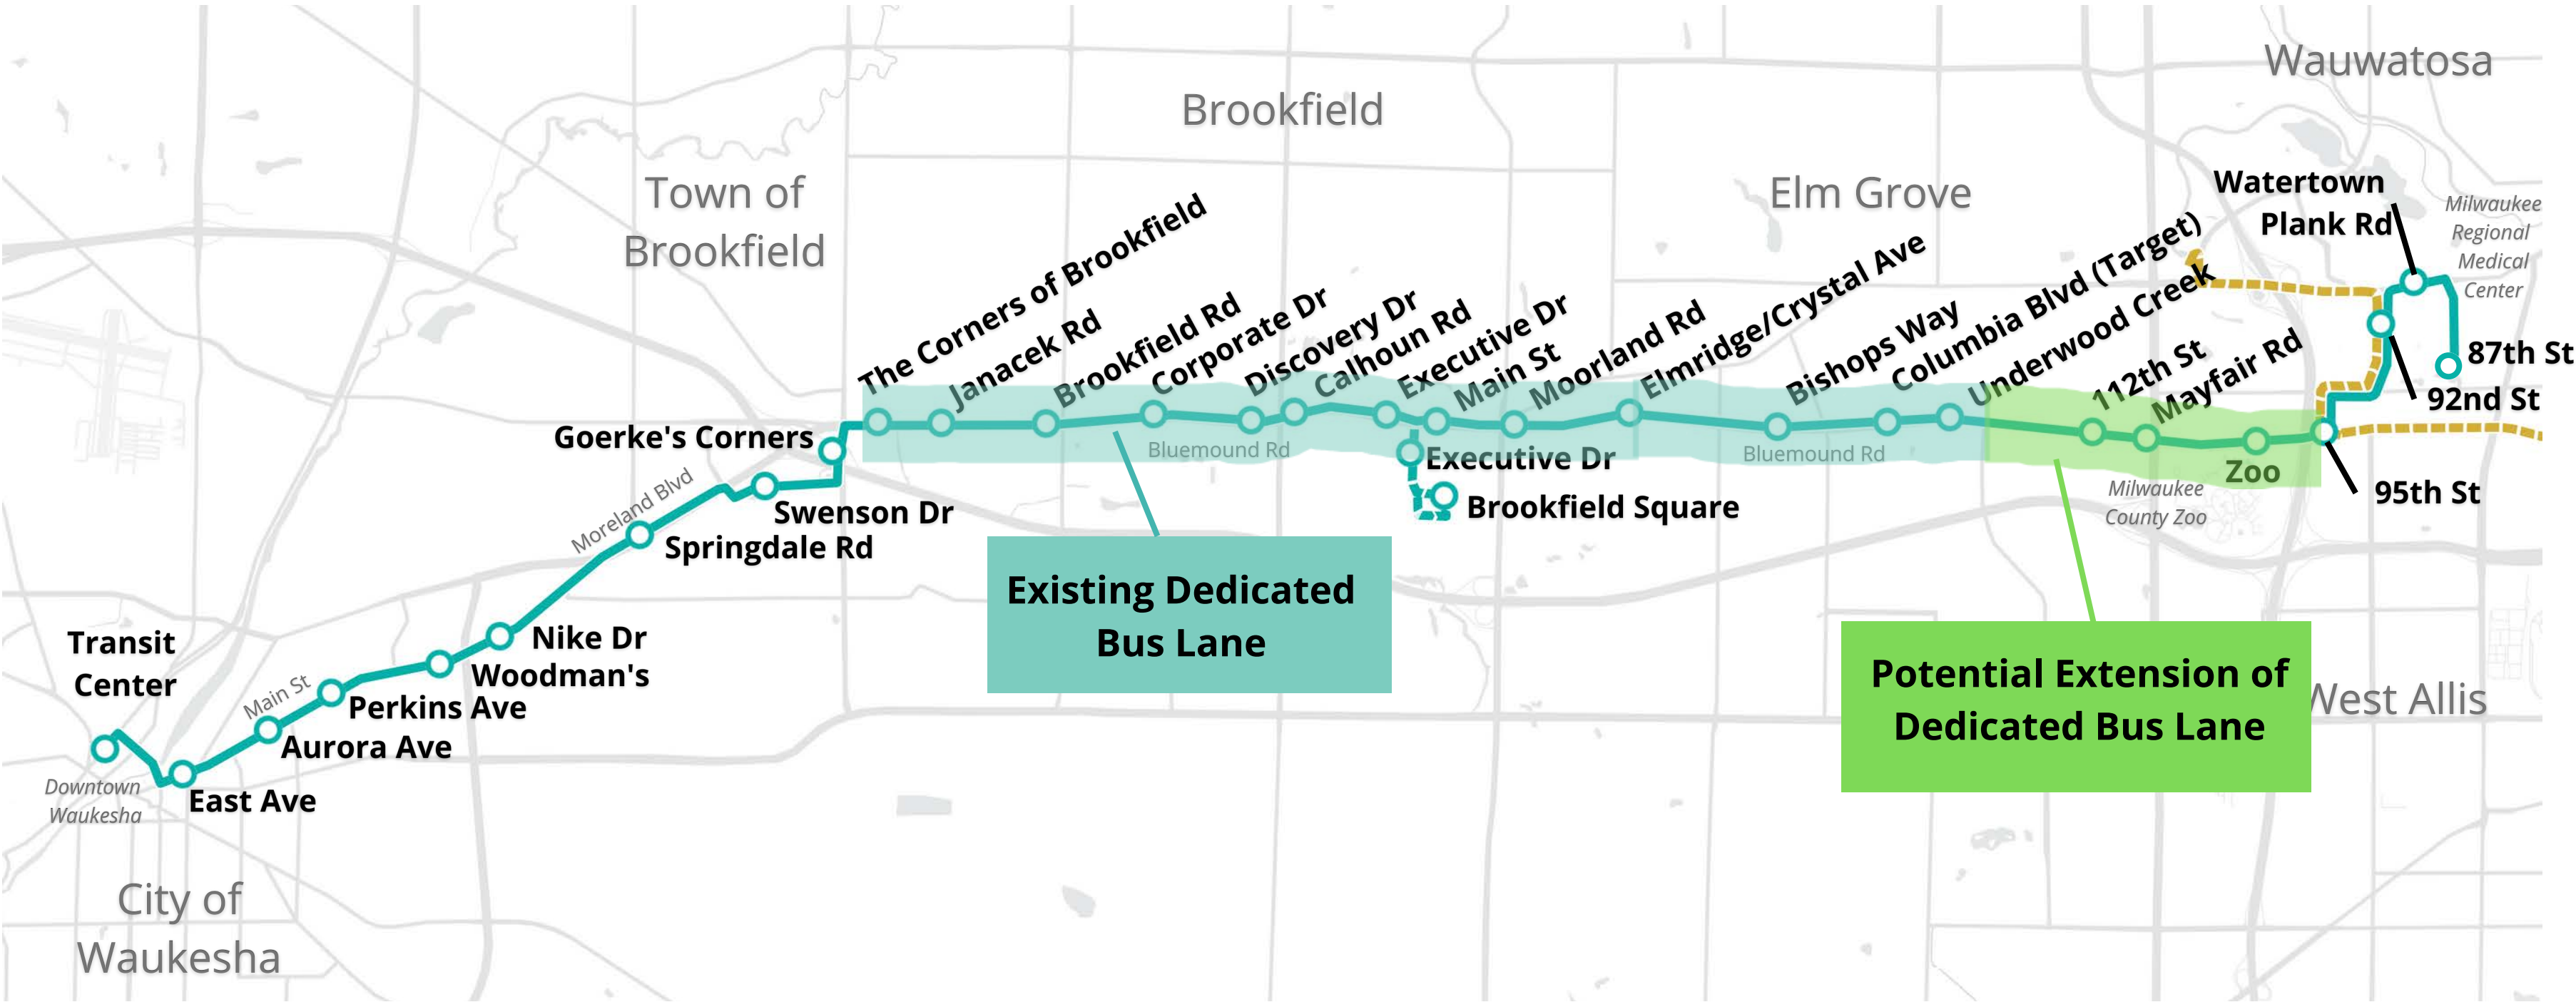 Wauwatosa
Brookfield
Town of
Brookfield
Elm Grove
Watertown
Plank Rd
Milwaukee
Regional
Medical
Center
The Corners of Brookfield
Janacek Rd
Brookfield Rd
Corporate Dr
Discovery Dr
Calhoun Rd
Executive Dr
Main St
Moorland Rd
Elmridge/Crystal Ave
Bishops Way
Columbia Blvd (Target)
Underwood Creek
112th St
Mayfair Rd
87th St
92nd St
Goerke's Corners
Bluemound Rd
Executive Dr
Bluemound Rd
Zoo
95th St
Milwaukee
County Zoo
Brookfield Square
Moreland Blvd
Swenson Dr
Springdale Rd
Existing Dedicated
Bus Lane
Potential Extension of
Dedicated Bus Lane
West Allis
Transit
Center
Nike Dr
Woodman's
Main St
Perkins Ave
Aurora Ave
East Ave
Downtown
Waukesha
City of
Waukesha